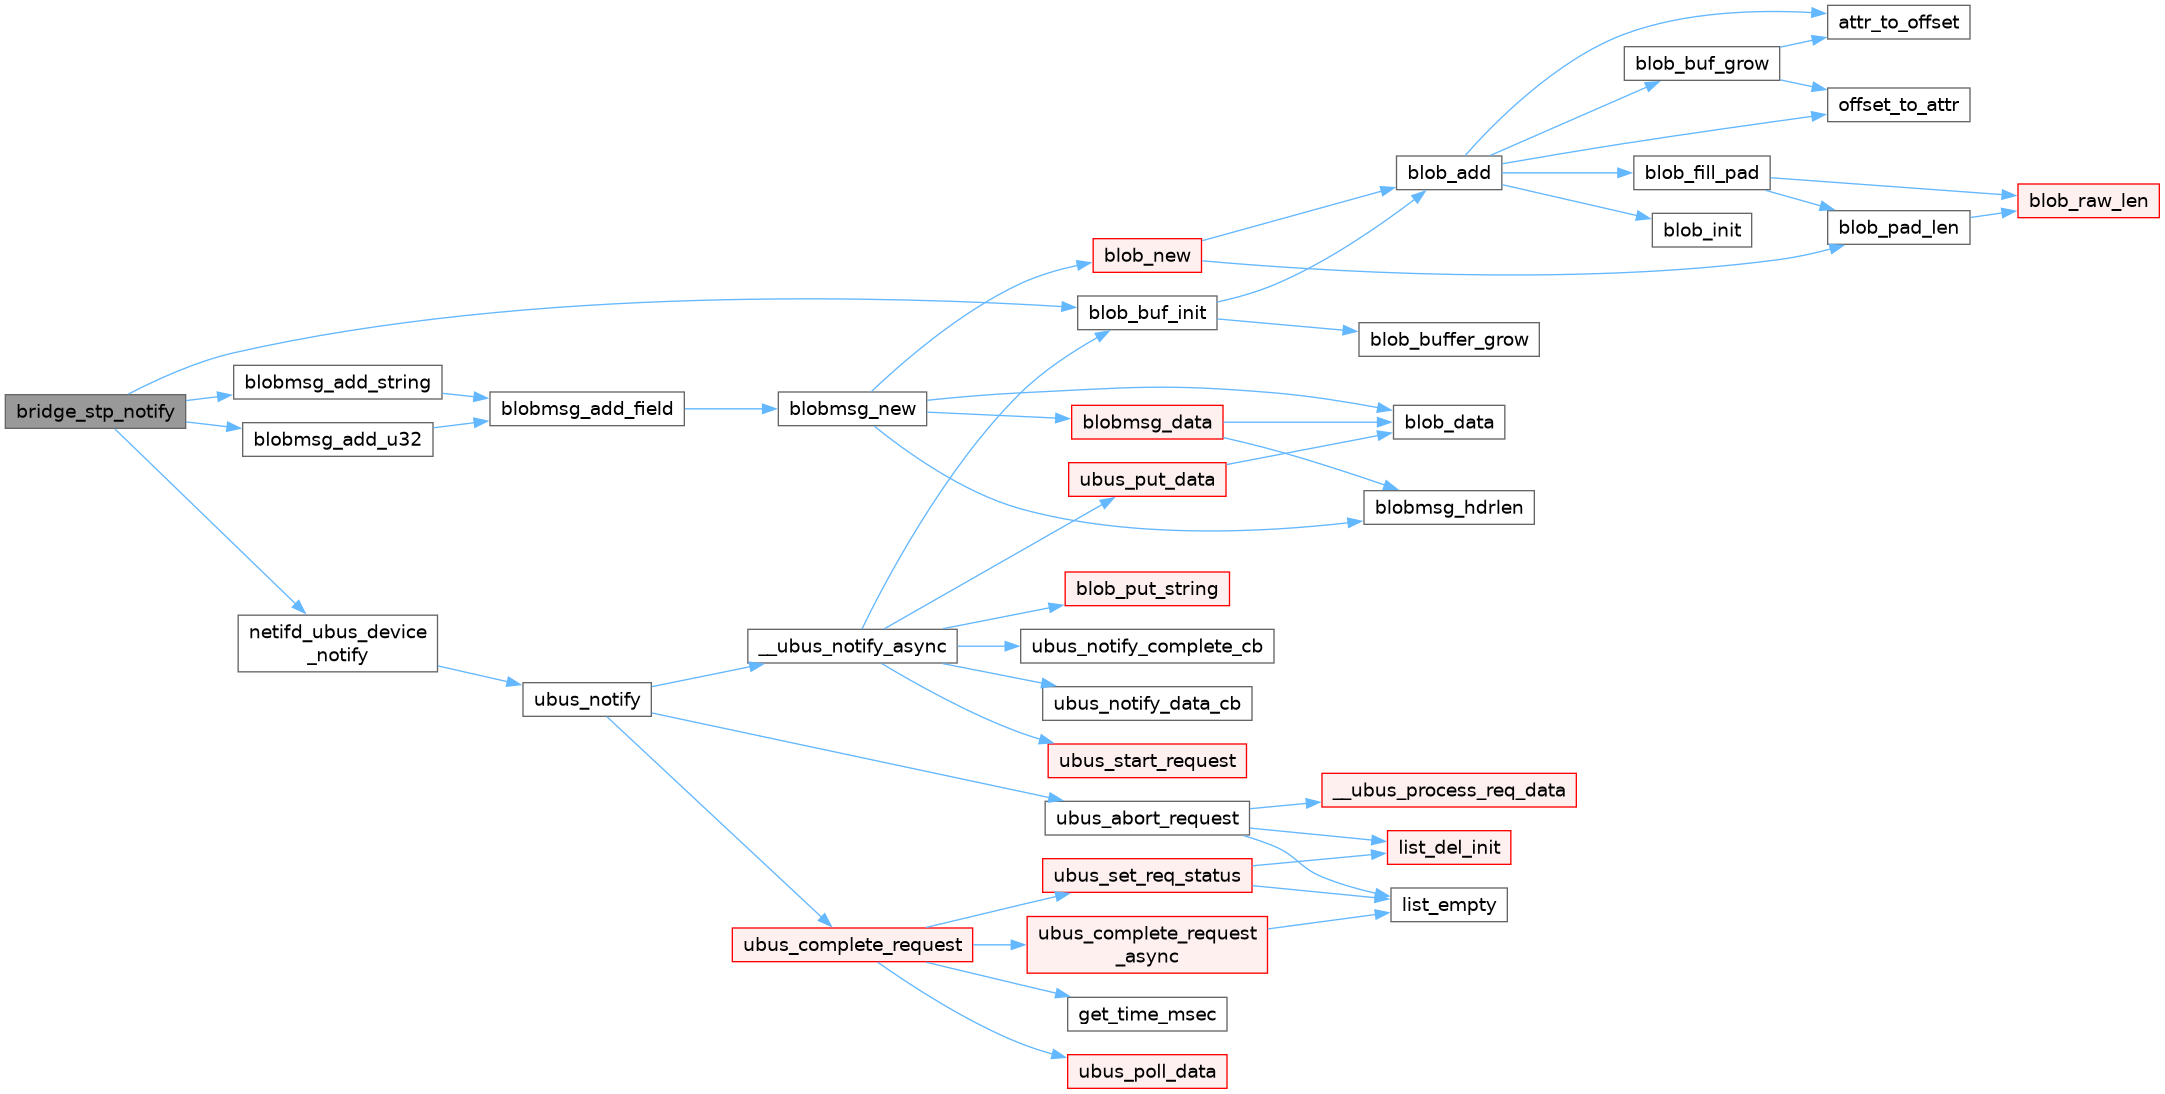 attr_to_offset
blob_buf_grow
offset_to_attr
blob_add
blob_fill_pad
blob_raw_len
blob_pad_len
blob_init
blob_new
blob_buf_init
blob_buffer_grow
blobmsg_add_string
bridge_stp_notify
blobmsg_add_field
blobmsg_new
blobmsg_data
blob_data
blobmsg_add_u32
ubus_put_data
blobmsg_hdrlen
blob_put_string
netifd_ubus_device
_notify
__ubus_notify_async
ubus_notify_complete_cb
ubus_notify
ubus_notify_data_cb
ubus_start_request
__ubus_process_req_data
ubus_abort_request
list_del_init
ubus_set_req_status
list_empty
ubus_complete_request
ubus_complete_request
_async
get_time_msec
ubus_poll_data